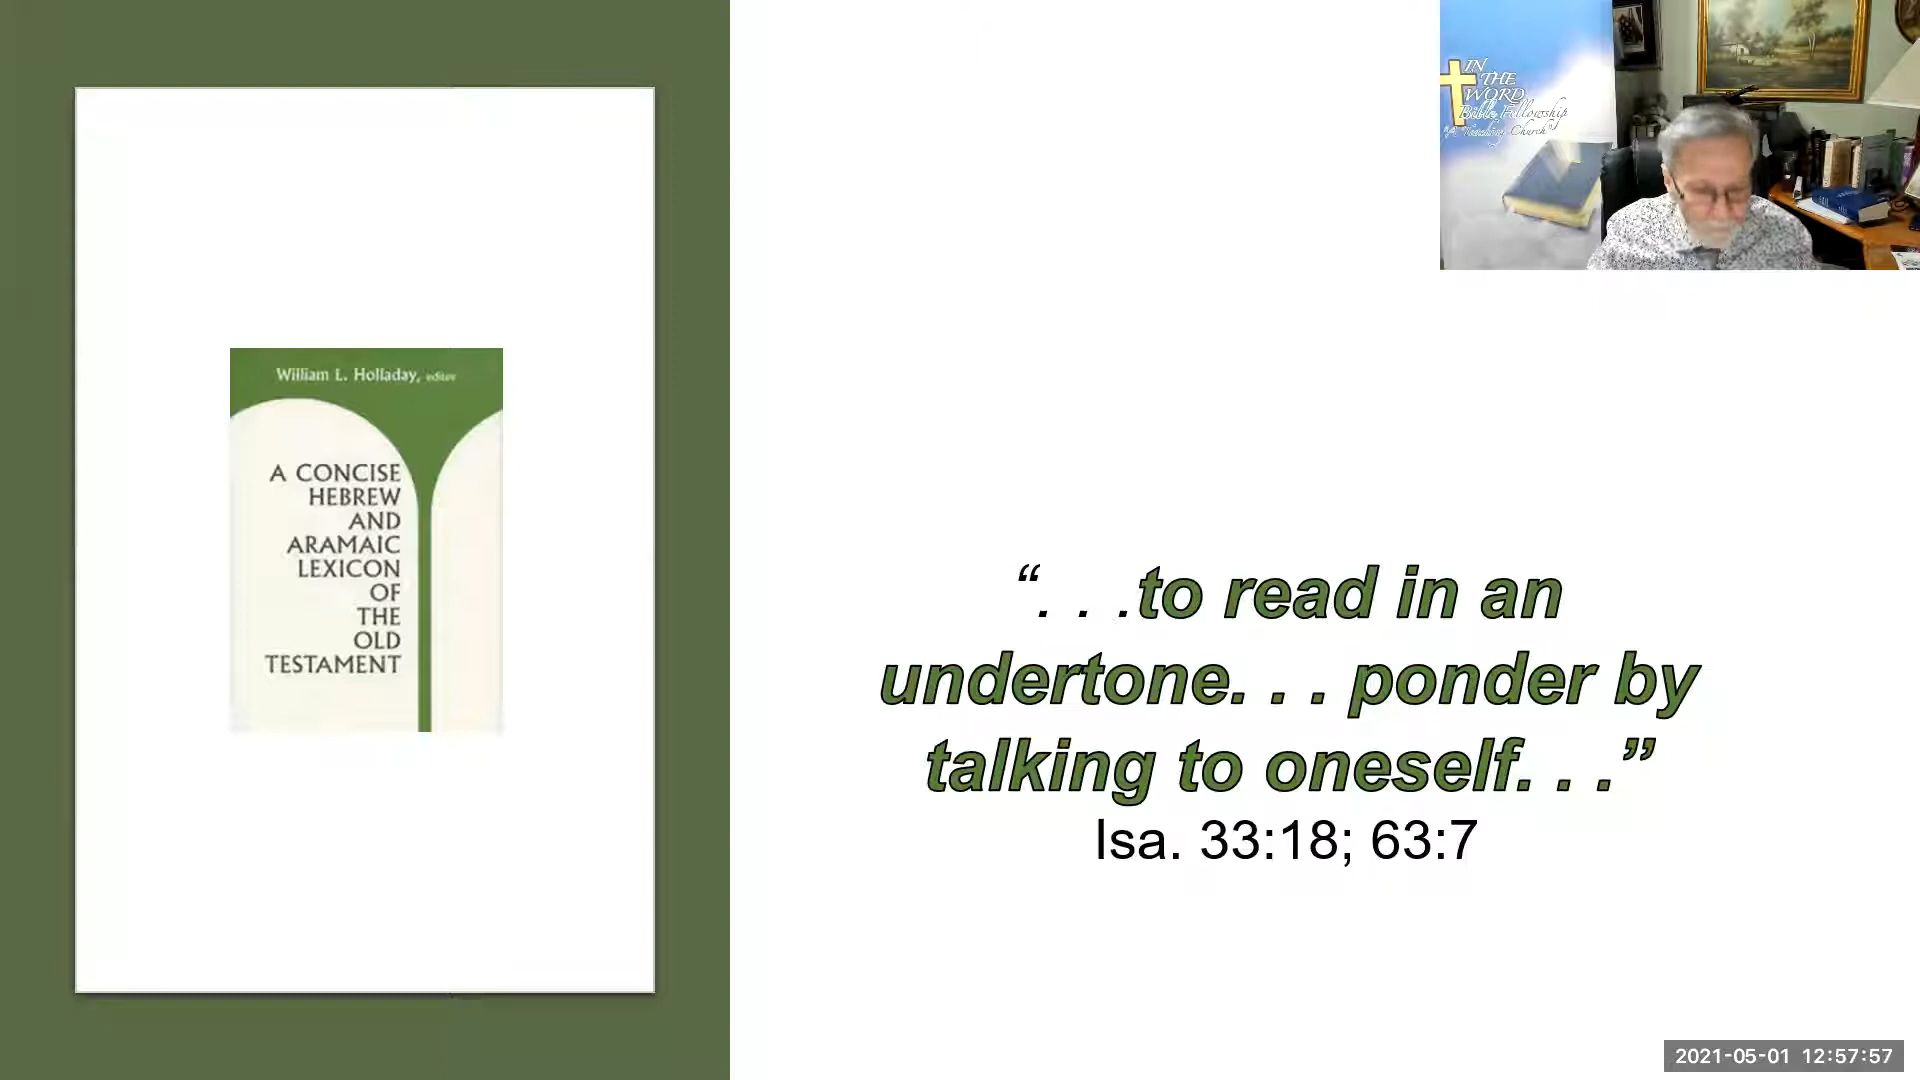 William L. Holladay, editor
A CONCISE
HEBREW
AND
ARAMAIC
LEXICON
OF
THE
OLD
TESTAMENT
“. . .to read in an
undertone. . . ponder by
talking to oneself. . .”
Isa. 33:18; 63:7
IN
THE
WORD
Bible Fellowship
"A Teaching Church"
2021-05-01 12:57:57